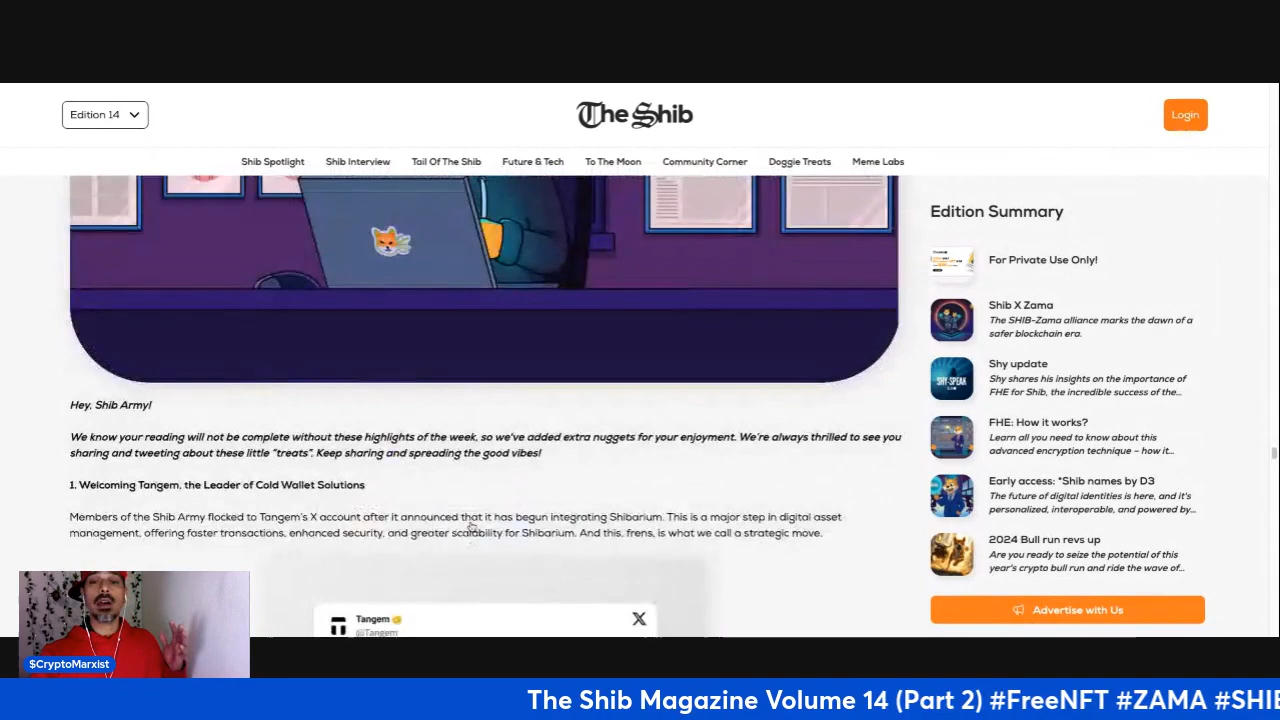 Edition 14
The Shib
Login
Shib Spotlight
Shib Interview
Tail Of The Shib
Future & Tech
To The Moon
Community Corner
Doggie Treats
Meme Labs
Hey, Shib Army!
We know your reading will not be complete without these highlights of the week, so we've added extra nuggets for your enjoyment. We're always thrilled to see you
sharing and tweeting about these little "treats". Keep sharing and spreading the good vibes!
1. Welcoming Tangem, the Leader of Cold Wallet Solutions
Members of the Shib Army flocked to Tangem's X account after it announced that it has begun integrating Shibarium. This is a major step in digital asset
management, offering faster transactions, enhanced security, and greater scalability for Shibarium. And this, frens, is what we call a strategic move.
Tangem
@Tangem
Edition Summary
For Private Use Only!
Shib X Zama
The SHIB-Zama alliance marks the dawn of a
safer blockchain era.
SHY-SPEAK
Shy update
Shy shares his insights on the importance of
FHE for Shib, the incredible success of the...
FHE: How it works?
Learn all you need to know about this
advanced encryption technique – how it...
Early access: *Shib names by D3
The future of digital identities is here, and it's
personalized, interoperable, and powered by...
2024 Bull run revs up
Are you ready to seize the potential of this
year's crypto bull run and ride the wave of...
Advertise with Us
$CryptoMarxist
The Shib Magazine Volume 14 (Part 2) #FreeNFT #ZAMA #SHIB